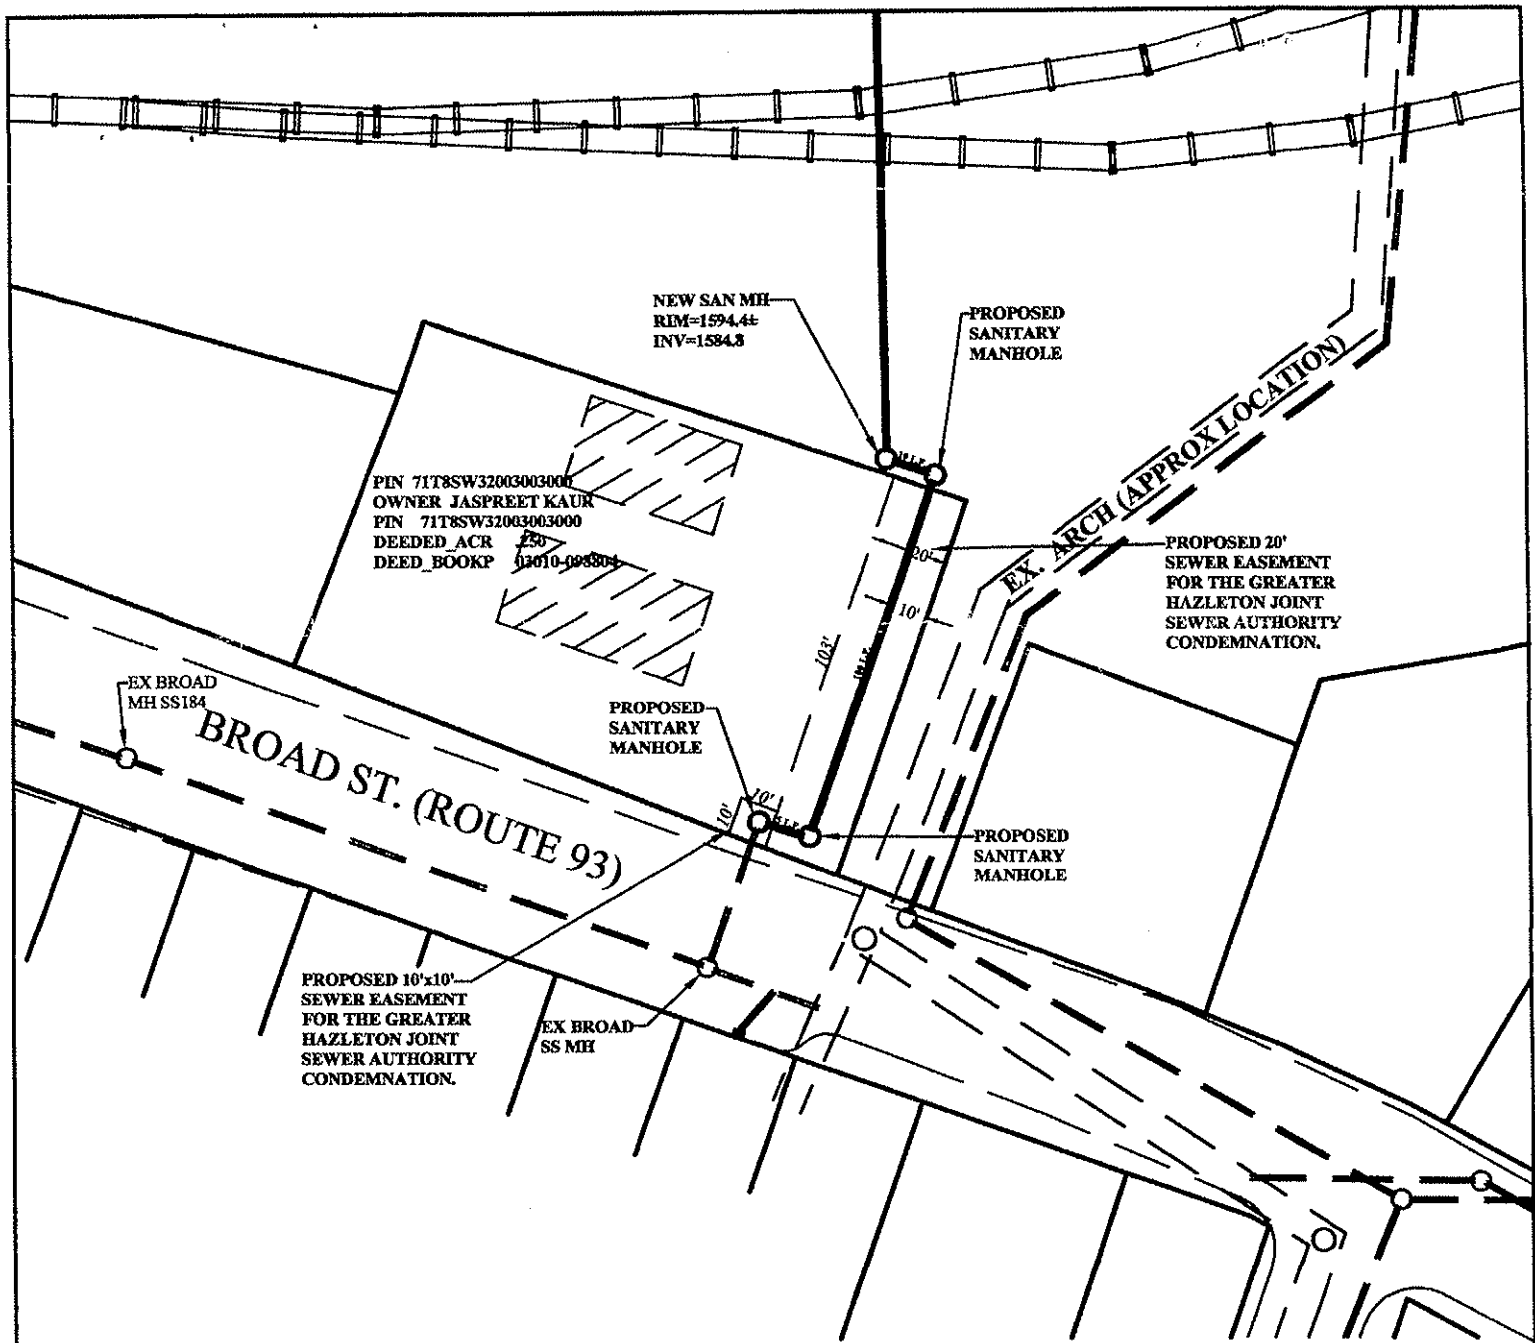 NEW SAN MH
RIM=1594.4±
INV=1584.8
PROPOSED
SANITARY
MANHOLE
EX. ARCH (APPROX LOCATION)
PIN 71T8SW32003003000
OWNER JASPREET KAUR
PIN 71T8SW32003003000
DEEDED_ACR .250
DEED_BOOKP
20'
10'
103'
PROPOSED 20'
SEWER EASEMENT
FOR THE GREATER
HAZLETON JOINT
SEWER AUTHORITY
CONDEMNATION.
EX BROAD
MH SS184
BROAD ST. (ROUTE 93)
PROPOSED
SANITARY
MANHOLE
10'
10'
PROPOSED
SANITARY
MANHOLE
PROPOSED 10'x10'
SEWER EASEMENT
FOR THE GREATER
HAZLETON JOINT
SEWER AUTHORITY
CONDEMNATION.
EX BROAD
SS MH